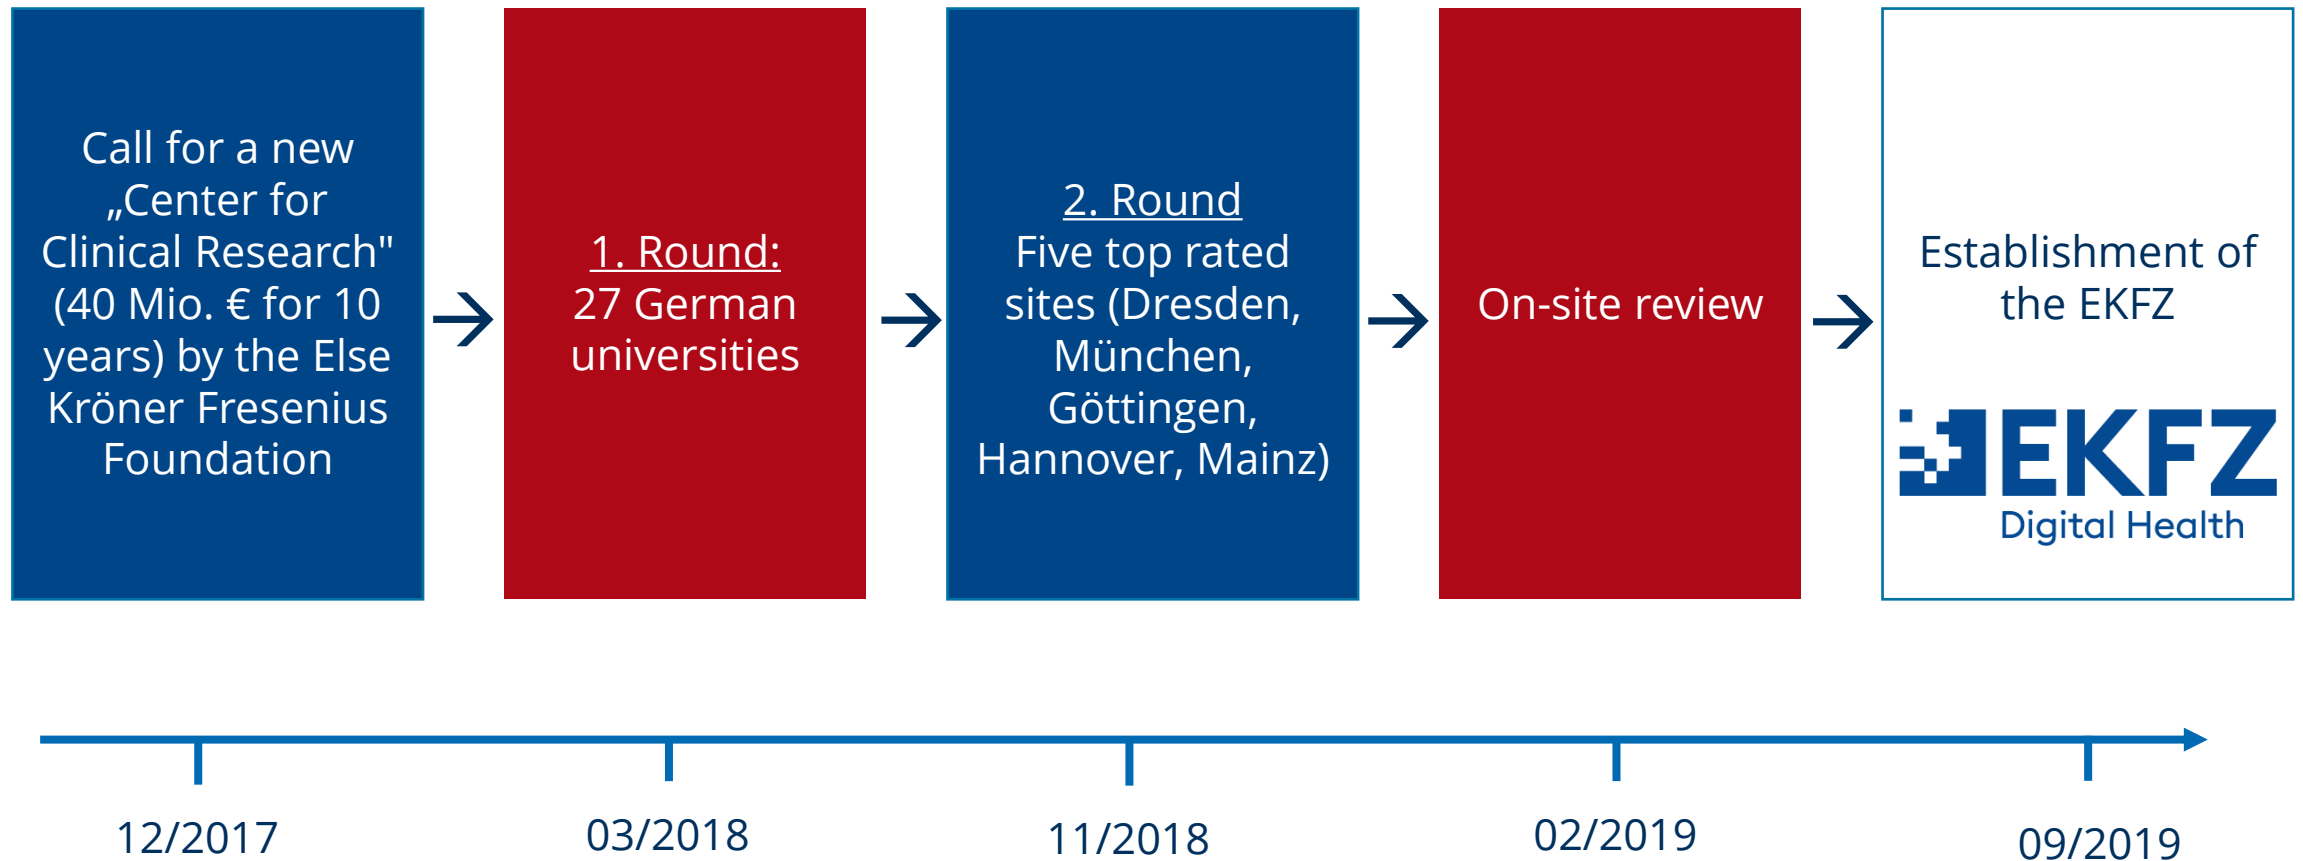 Call for a new
„Center for
Clinical Research"
(40 Mio. € for 10
years) by the Else
Kröner Fresenius
Foundation
1. Round:
27 German
universities
2. Round
Five top rated
sites (Dresden,
München,
Göttingen,
Hannover, Mainz)
On-site review
Establishment of
the EKFZ
EKFZ
Digital Health
12/2017
03/2018
11/2018
02/2019
09/2019